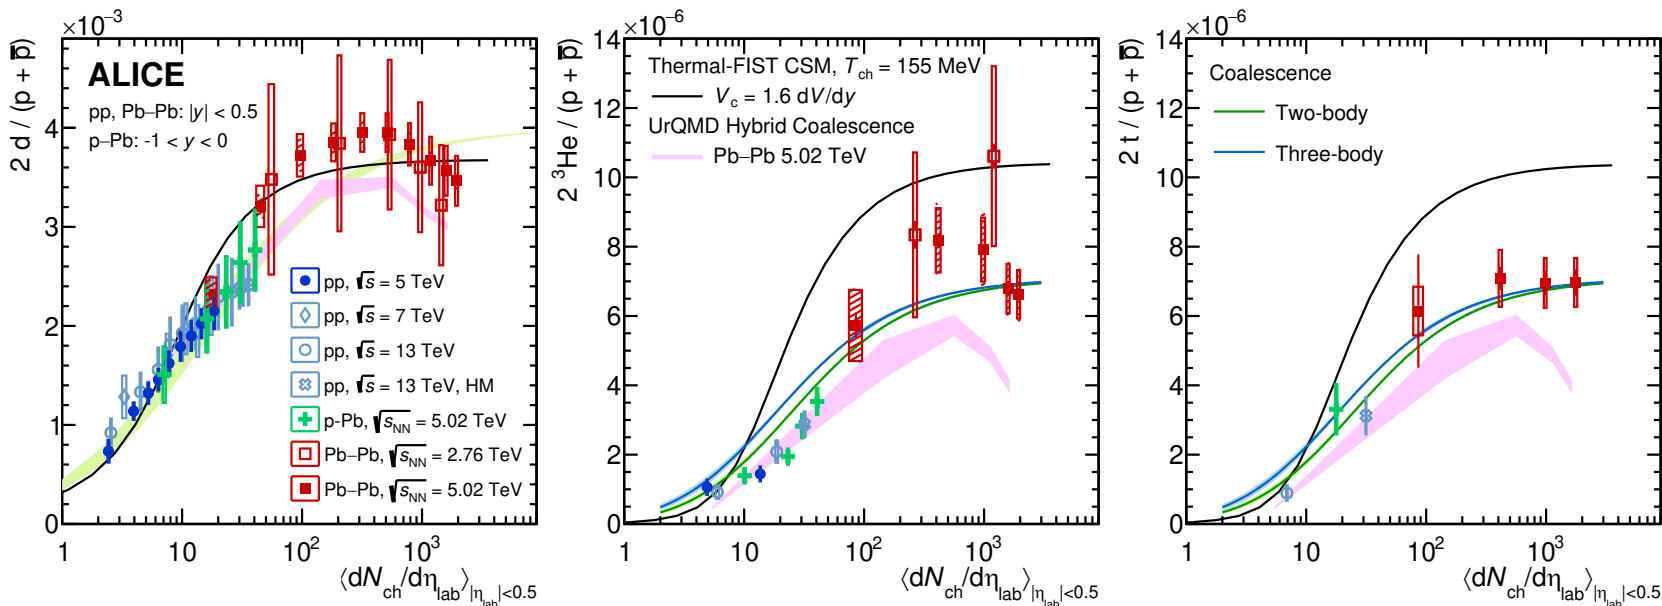 ×10⁻³
2 d / (p + p̅)
ALICE
pp, Pb–Pb: |y| < 0.5
p–Pb: -1 < y < 0
4
3
2
1
0
pp, √s = 5 TeV
pp, √s = 7 TeV
pp, √s = 13 TeV
pp, √s = 13 TeV, HM
p-Pb, √sNN = 5.02 TeV
Pb–Pb, √sNN = 2.76 TeV
Pb–Pb, √sNN = 5.02 TeV
1 10 10² 10³
⟨dNch/dηlab⟩|ηlab|<0.5
×10⁻⁶
2 ³He / (p + p̅)
14
12
10
8
6
4
2
0
Thermal-FIST CSM, Tch = 155 MeV
Vc = 1.6 dV/dy
UrQMD Hybrid Coalescence
Pb–Pb 5.02 TeV
1 10 10² 10³
⟨dNch/dηlab⟩|ηlab|<0.5
×10⁻⁶
2 t / (p + p̅)
14
12
10
8
6
4
2
0
Coalescence
Two-body
Three-body
1 10 10² 10³
⟨dNch/dηlab⟩|ηlab|<0.5